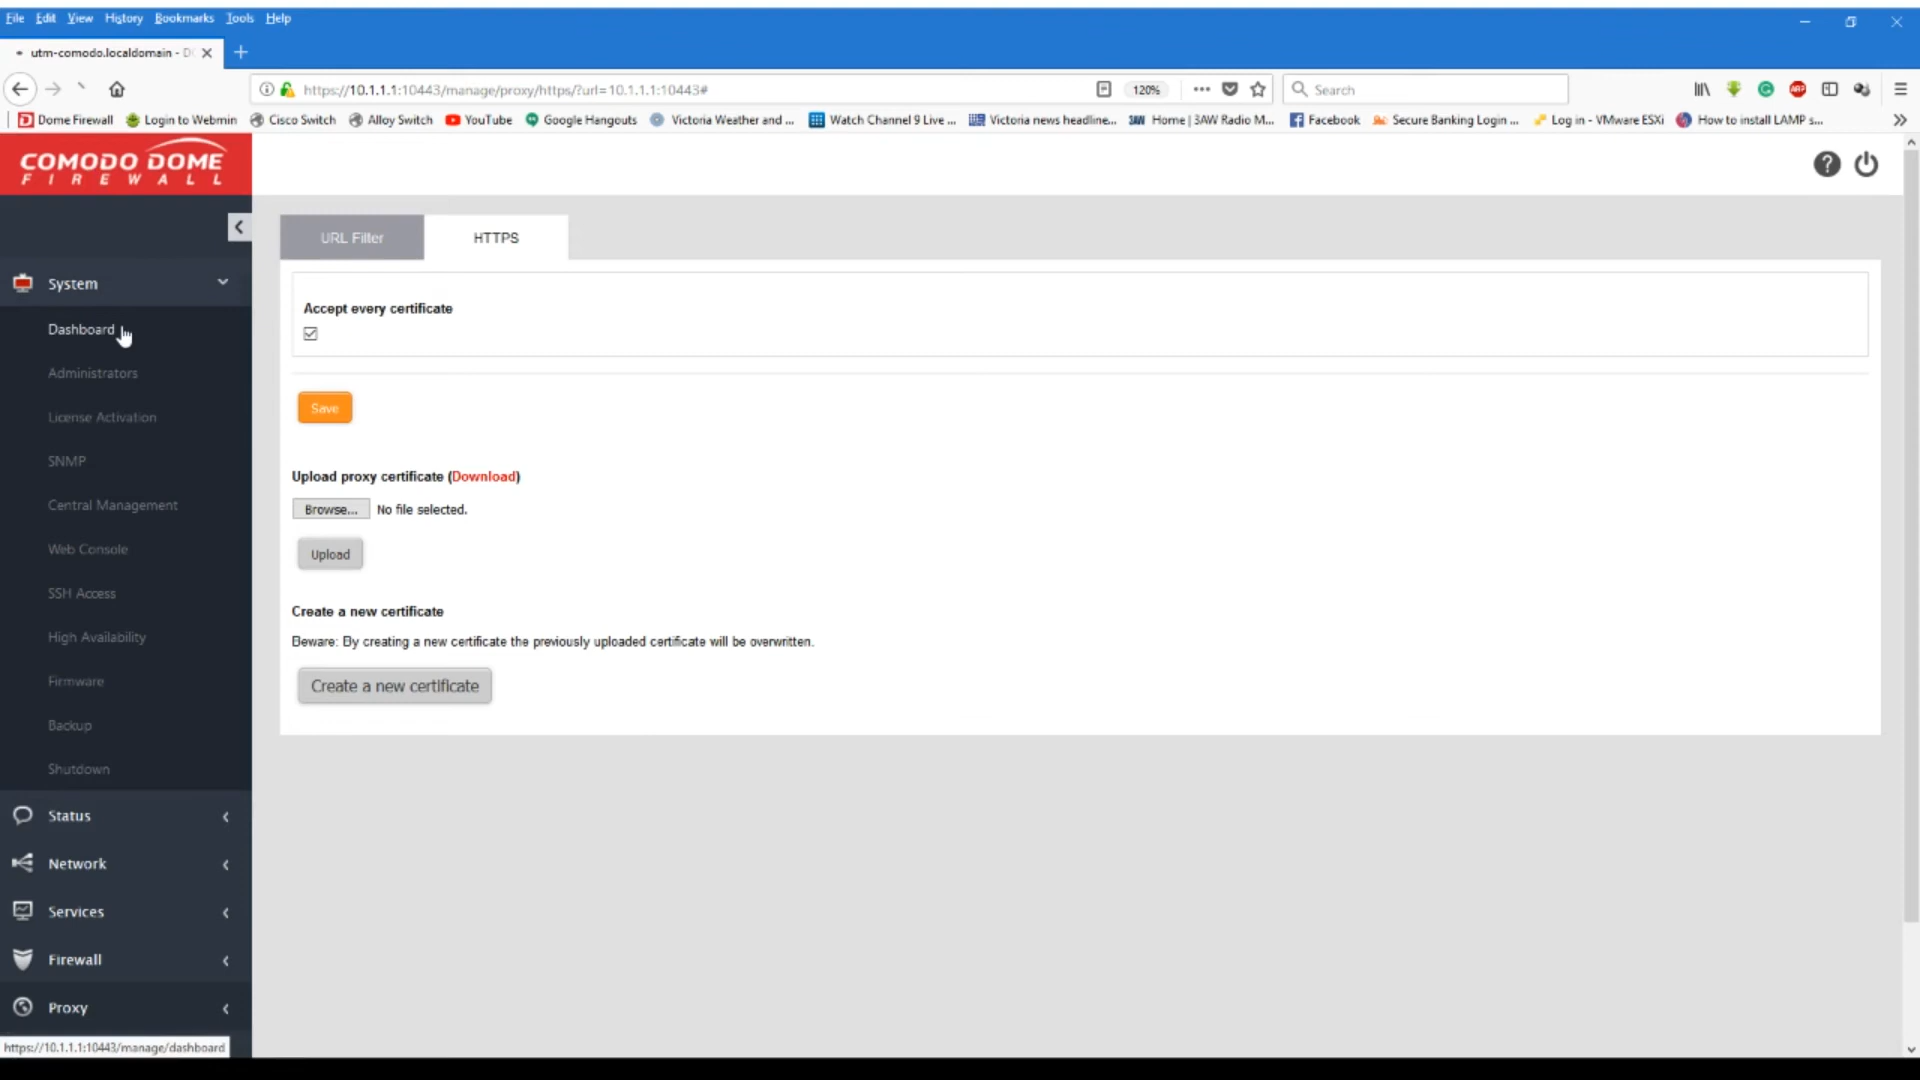 File Edit View History Bookmarks Tools Help
utm-comodo.localdomain - D
https://10.1.1.1:10443/manage/proxy/https/?url=10.1.1.1:10443#
120%
Search
Dome Firewall Login to Webmin Cisco Switch Alloy Switch YouTube Google Hangouts Victoria Weather and ... Watch Channel 9 Live ... Victoria news headline... 3AW Home | 3AW Radio M... Facebook Secure Banking Login ... Log in - VMware ESXi How to install LAMP s...
COMODO DOME
FIREWALL
URL Filter HTTPS
System
Dashboard
Administrators
License Activation
SNMP
Central Management
Web Console
SSH Access
High Availability
Firmware
Backup
Shutdown
Status
Network
Services
Firewall
Proxy
Accept every certificate
Save
Upload proxy certificate (Download)
Browse... No file selected.
Upload
Create a new certificate
Beware: By creating a new certificate the previously uploaded certificate will be overwritten.
Create a new certificate
https://10.1.1.1:10443/manage/dashboard